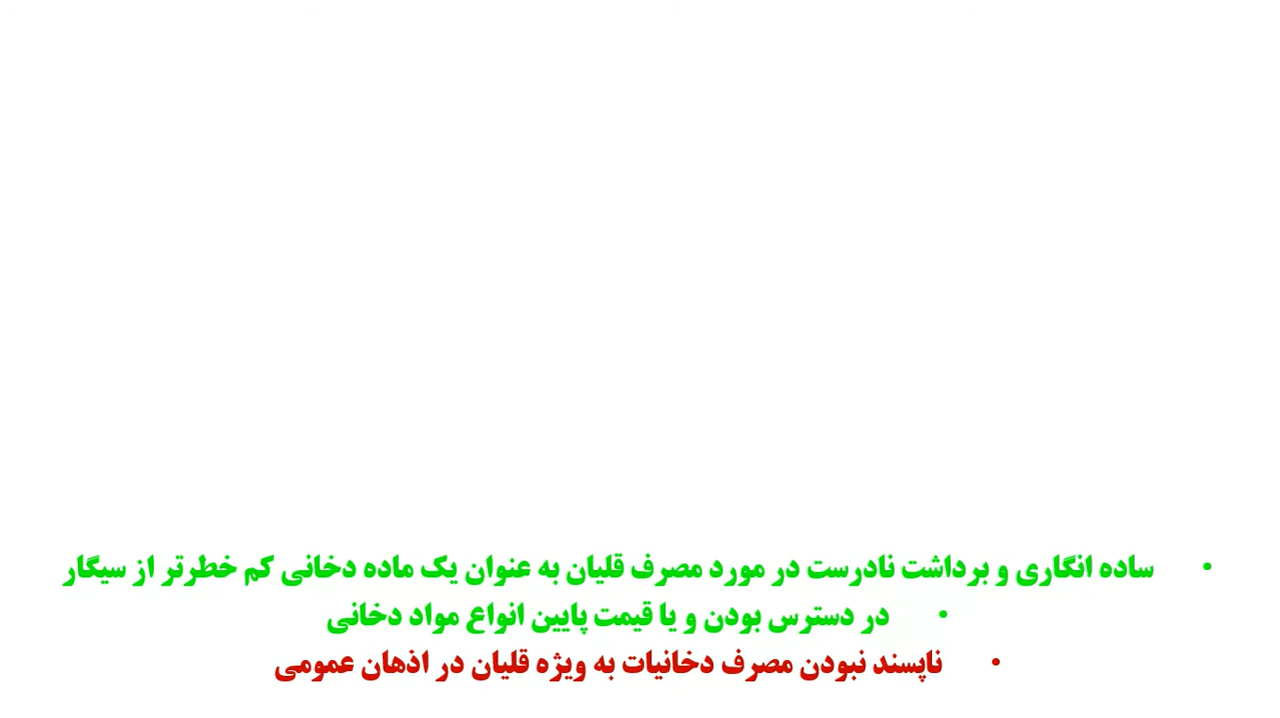 • ساده انگاری و برداشت نادرست در مورد مصرف قلیان به عنوان یک ماده دخانی کم خطرتر از سیگار
• در دسترس بودن و یا قیمت پایین انواع مواد دخانی
• ناپسند نبودن مصرف دخانیات به ویژه قلیان در اذهان عمومی